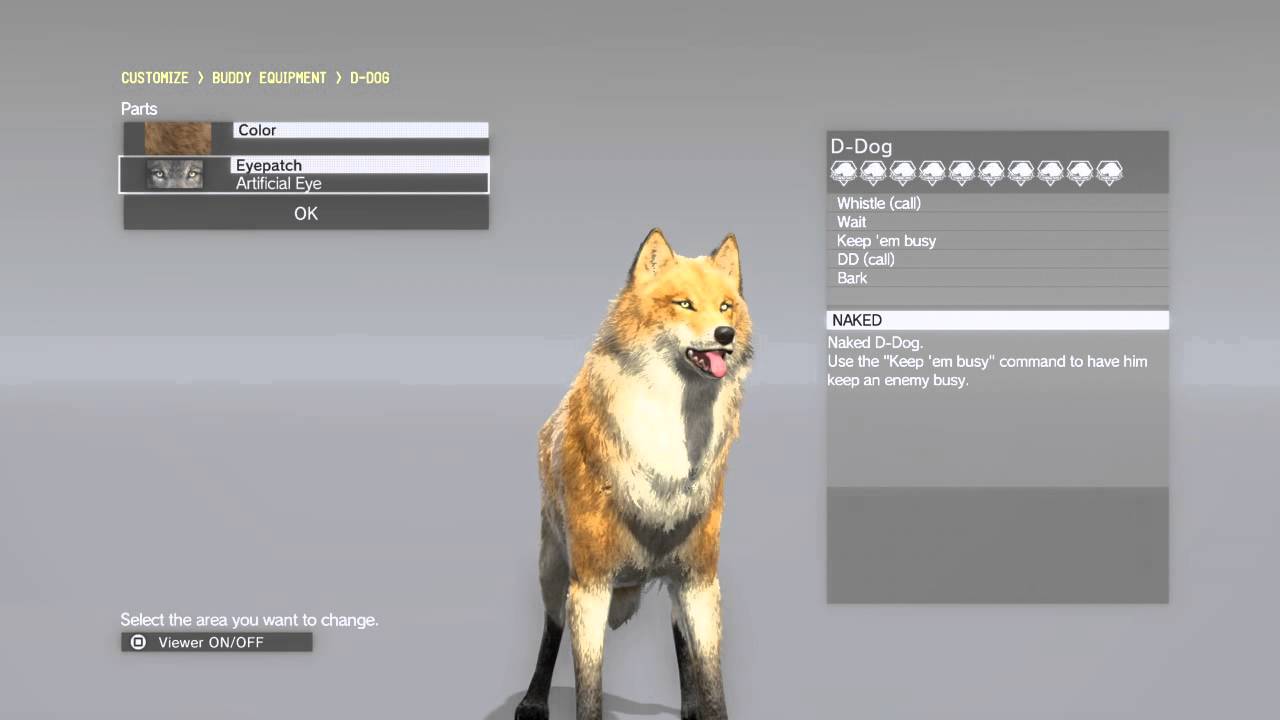 CUSTOMIZE > BUDDY EQUIPMENT > D-DOG
Parts
Color
Eyepatch
Artificial Eye
OK
D-Dog
Whistle (call)
Wait
Keep 'em busy
DD (call)
Bark
NAKED
Naked D-Dog.
Use the "Keep 'em busy" command to have him
keep an enemy busy.
Select the area you want to change.
Viewer ON/OFF